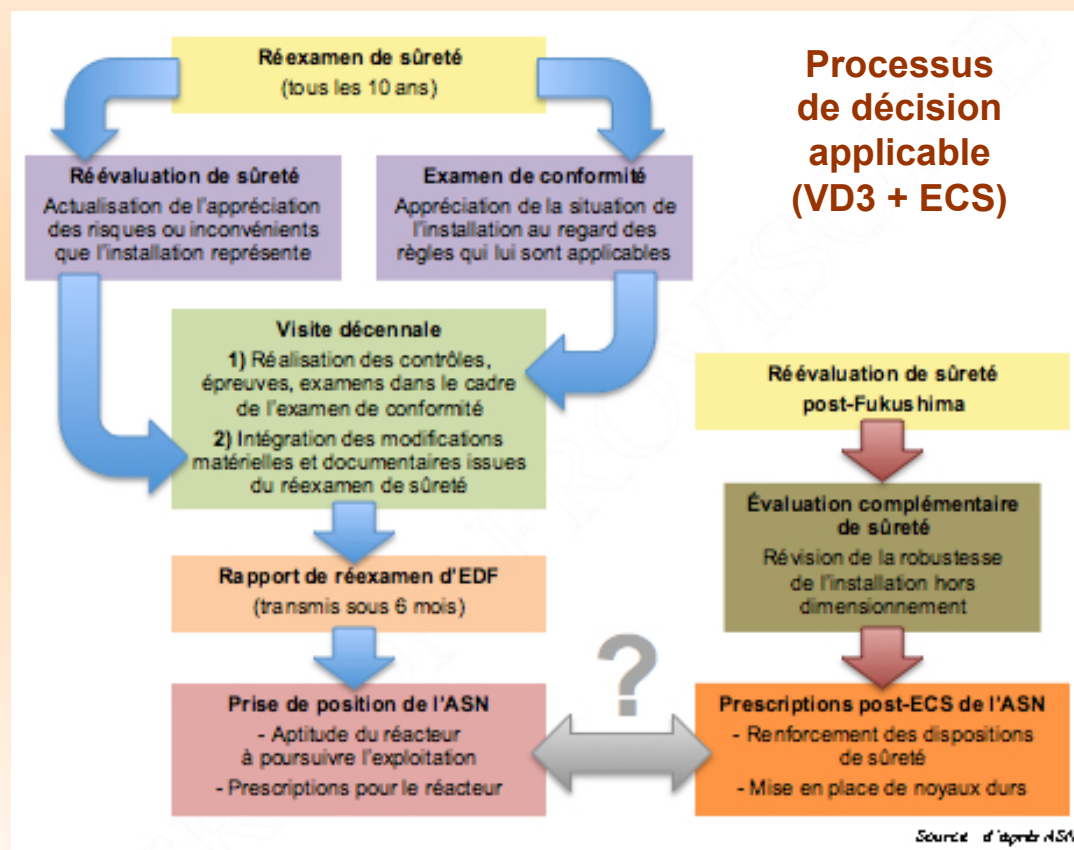 Processus
de décision
applicable
(VD3 + ECS)
Réexamen de sûreté
(tous les 10 ans)
Réévaluation de sûreté
Actualisation de l'appréciation
des risques ou inconvénients
que l'installation représente
Examen de conformité
Appréciation de la situation de
l'installation au regard des
règles qui lui sont applicables
Visite décennale
1) Réalisation des contrôles,
épreuves, examens dans le cadre
de l'examen de conformité
2) Intégration des modifications
matérielles et documentaires issues
du réexamen de sûreté
Rapport de réexamen d'EDF
(transmis sous 6 mois)
Prise de position de l'ASN
- Aptitude du réacteur
à poursuivre l'exploitation
- Prescriptions pour le réacteur
?
Réévaluation de sûreté
post-Fukushima
Évaluation complémentaire
de sûreté
Révision de la robustesse
de l'installation hors
dimensionnement
Prescriptions post-ECS de l'ASN
- Renforcement des dispositions
de sûreté
- Mise en place de noyaux durs
Source d'après ASN